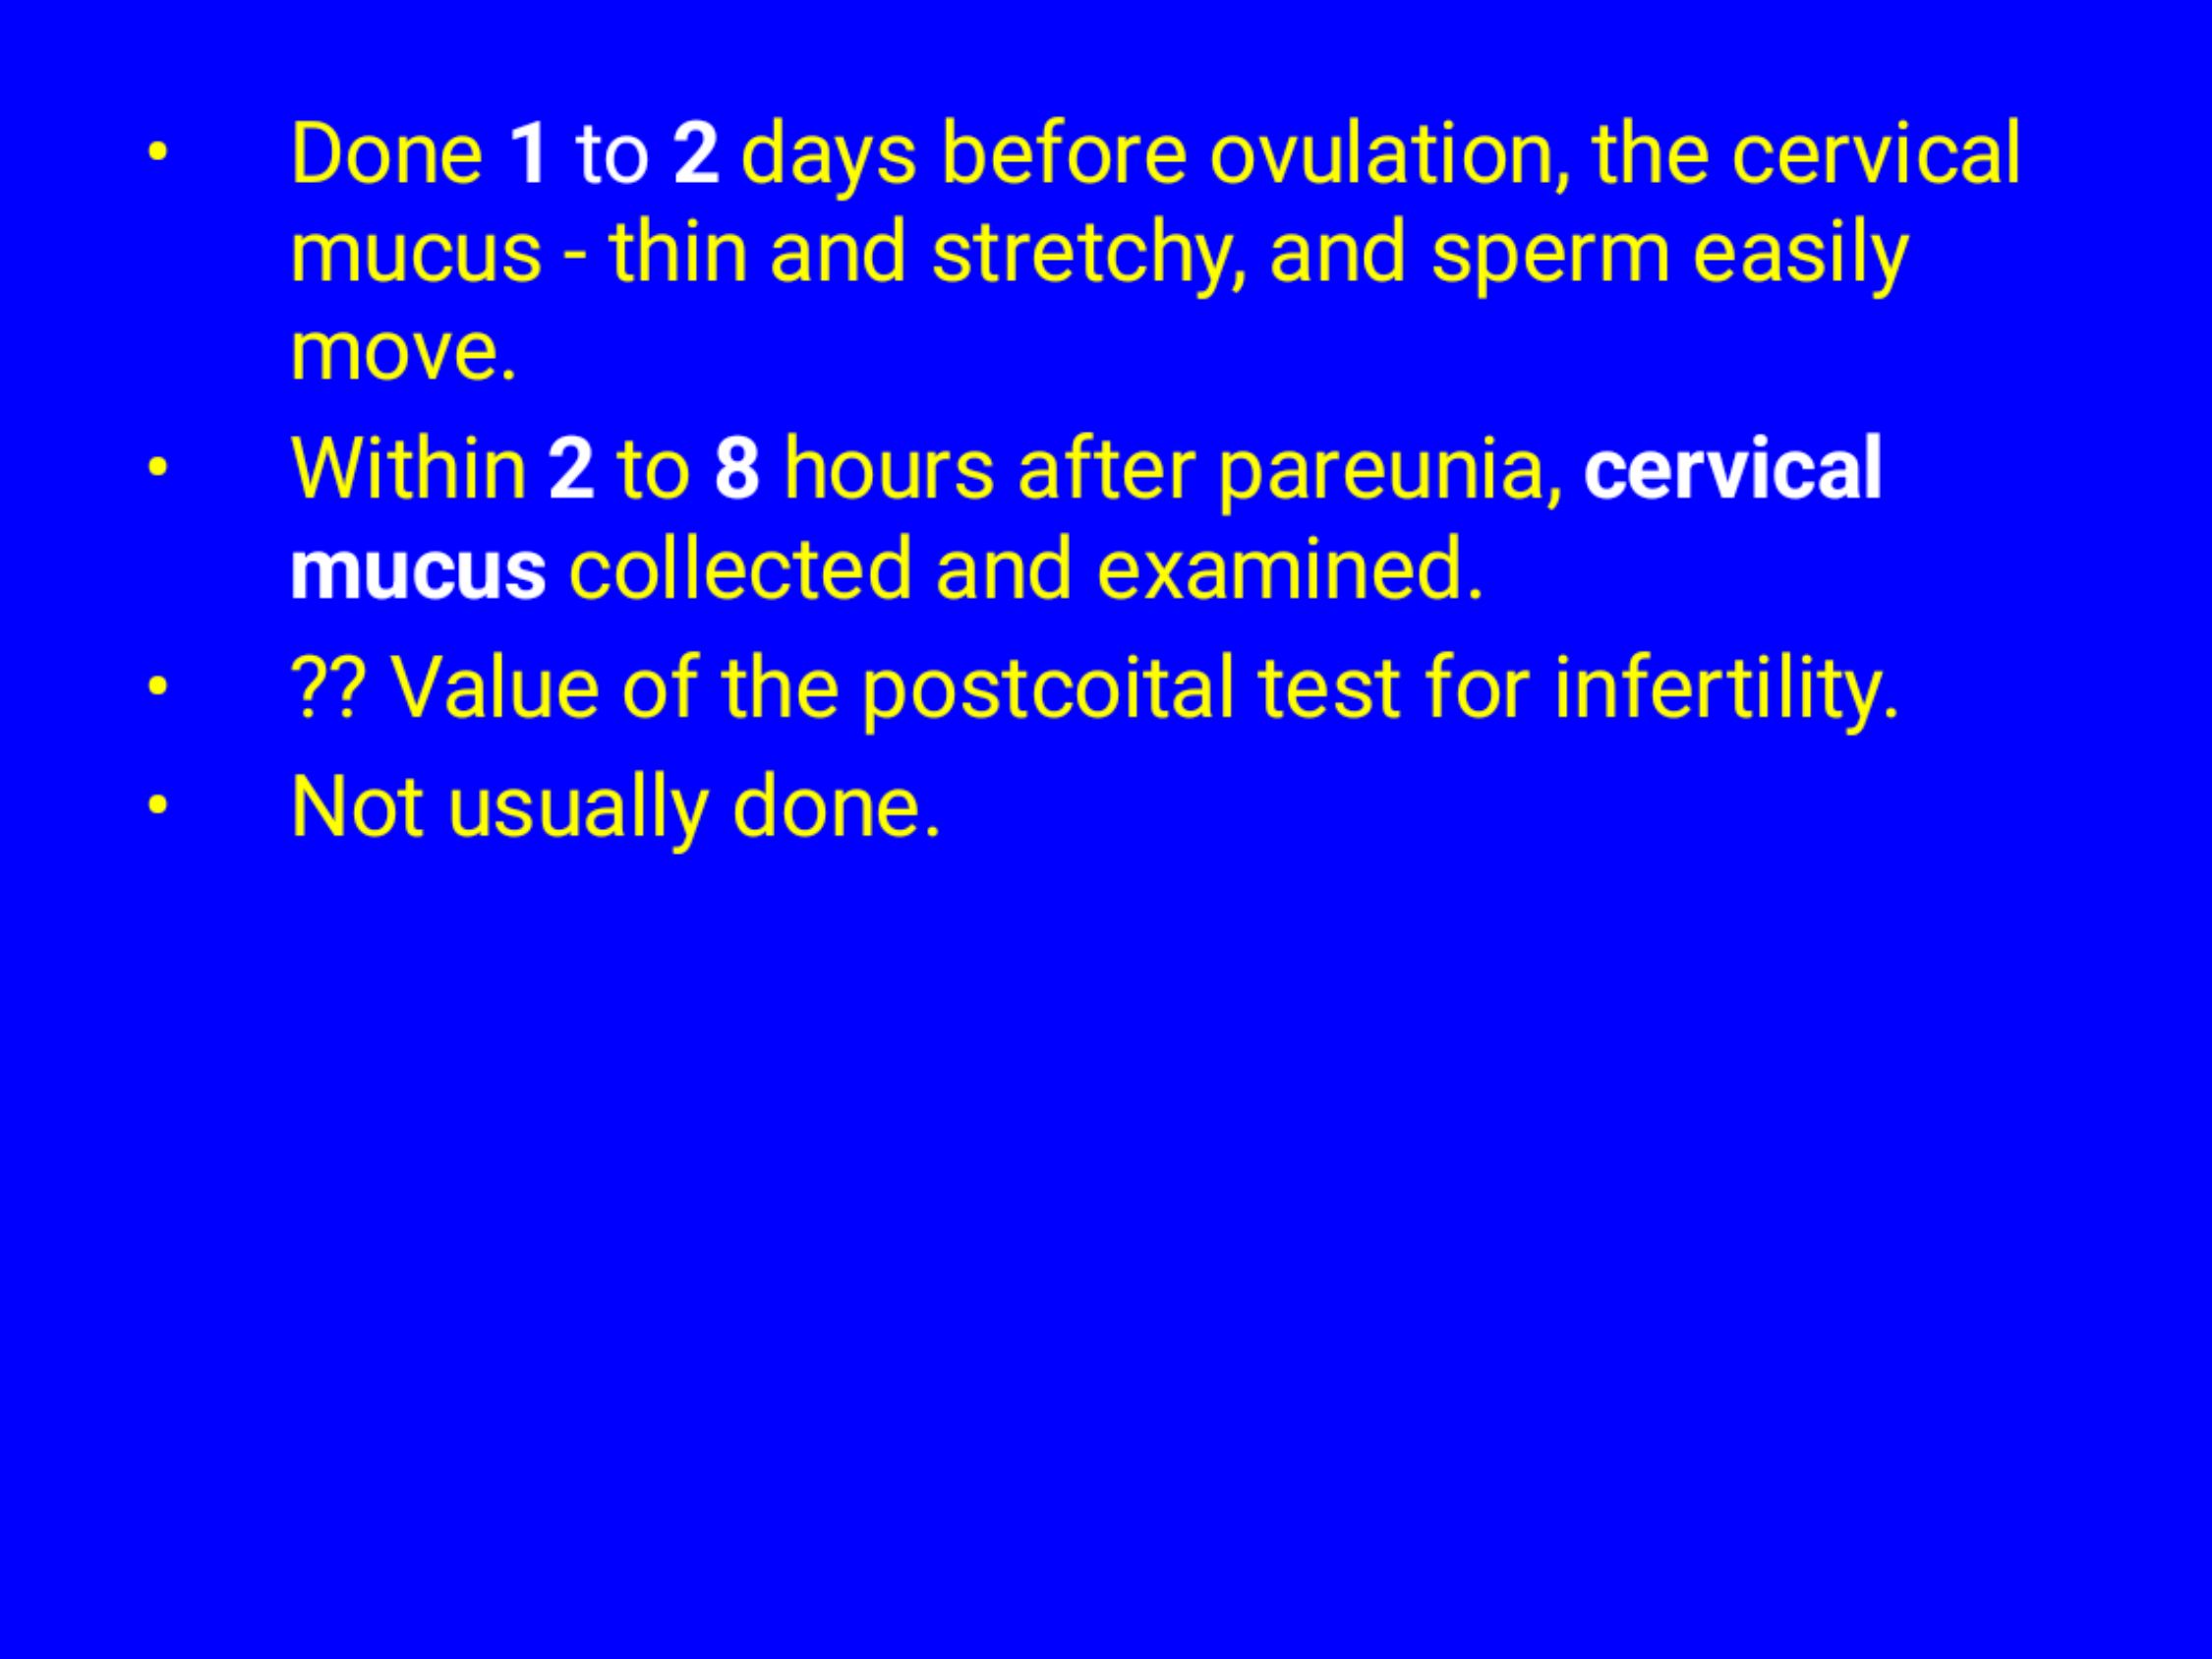 • Done 1 to 2 days before ovulation, the cervical
mucus - thin and stretchy, and sperm easily
move.
• Within 2 to 8 hours after pareunia, cervical
mucus collected and examined.
• ?? Value of the postcoital test for infertility.
• Not usually done.